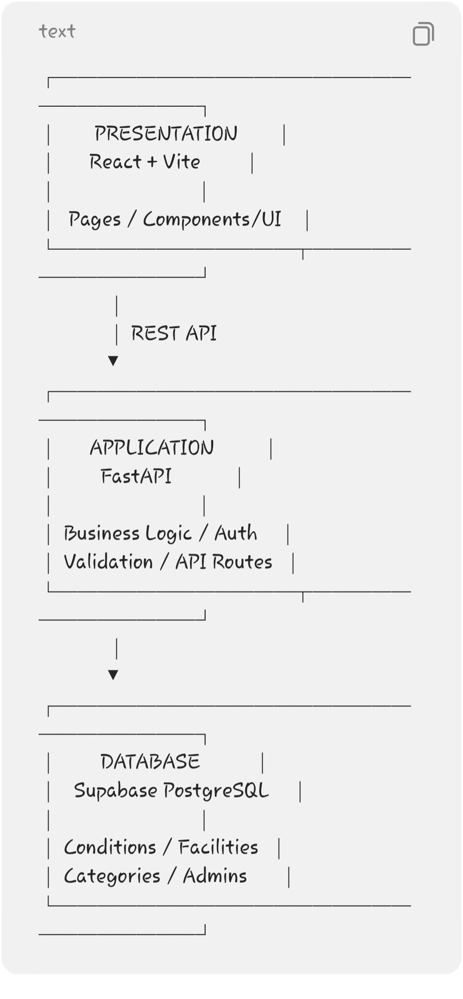 text
PRESENTATION
React + Vite
Pages / Components/UI
REST API
▼
APPLICATION
FastAPI
Business Logic / Auth
Validation / API Routes
▼
DATABASE
Supabase PostgreSQL
Conditions / Facilities
Categories / Admins